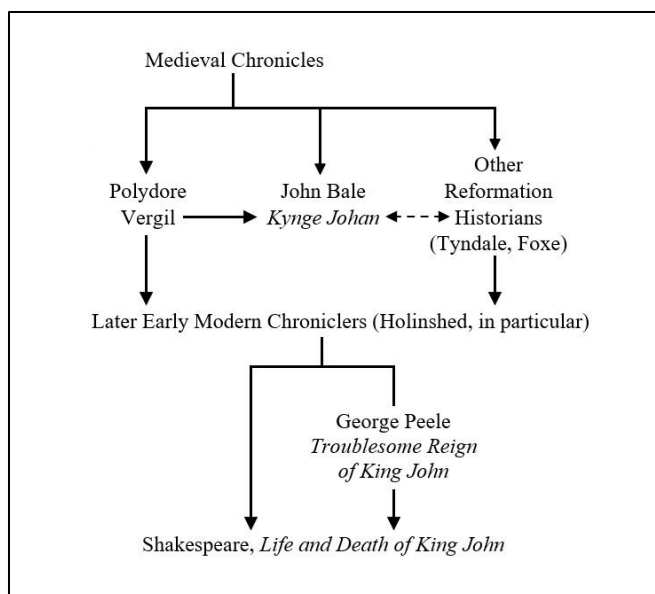 Medieval Chronicles
Polydore
Vergil
John Bale
Kynge Johan
Other
Reformation
Historians
(Tyndale, Foxe)
Later Early Modern Chroniclers (Holinshed, in particular)
George Peele
Troublesome Reign
of King John
Shakespeare, Life and Death of King John